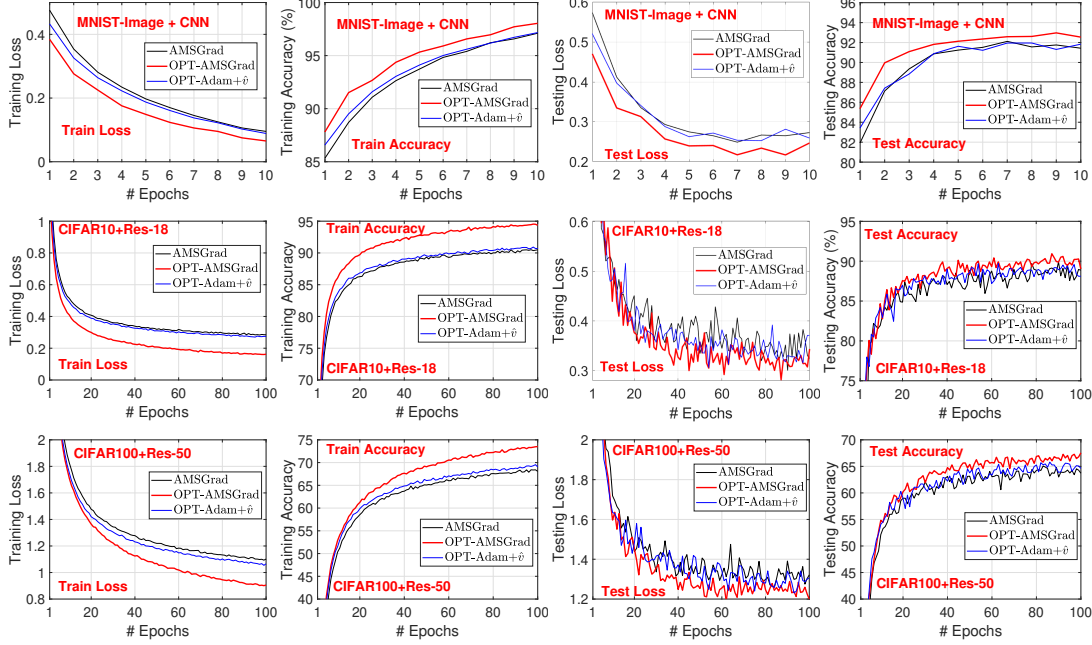 MNIST-Image + CNN
AMSGrad
OPT-AMSGrad
OPT-Adam+v̂
Train Loss
Training Loss
0 0.2 0.4
1 2 3 4 5 6 7 8 9 10
# Epochs
MNIST-Image + CNN
AMSGrad
OPT-AMSGrad
OPT-Adam+v̂
Train Accuracy
Training Accuracy (%)
85 90 95 100
1 2 3 4 5 6 7 8 9 10
# Epochs
MNIST-Image + CNN
AMSGrad
OPT-AMSGrad
OPT-Adam+v̂
Test Loss
Testing Loss
0.2 0.3 0.4 0.5 0.6
1 2 3 4 5 6 7 8 9 10
# Epochs
MNIST-Image + CNN
AMSGrad
OPT-AMSGrad
OPT-Adam+v̂
Test Accuracy
Testing Accuracy (%)
80 82 84 86 88 90 92 94 96
1 2 3 4 5 6 7 8 9 10
# Epochs
CIFAR10+Res-18
AMSGrad
OPT-AMSGrad
OPT-Adam+v̂
Train Loss
Training Loss
0 0.2 0.4 0.6 0.8 1
1 20 40 60 80 100
# Epochs
Train Accuracy
AMSGrad
OPT-AMSGrad
OPT-Adam+v̂
CIFAR10+Res-18
Training Accuracy (%)
70 75 80 85 90 95
1 20 40 60 80 100
# Epochs
CIFAR10+Res-18
AMSGrad
OPT-AMSGrad
OPT-Adam+v̂
Test Loss
Testing Loss
0.3 0.4 0.5 0.6
1 20 40 60 80 100
# Epochs
Test Accuracy
AMSGrad
OPT-AMSGrad
OPT-Adam+v̂
CIFAR10+Res-18
Testing Accuracy (%)
75 80 85 90 95
1 20 40 60 80 100
# Epochs
CIFAR100+Res-50
AMSGrad
OPT-AMSGrad
OPT-Adam+v̂
Train Loss
Training Loss
0.8 1 1.2 1.4 1.6 1.8 2
1 20 40 60 80 100
# Epochs
Train Accuracy
AMSGrad
OPT-AMSGrad
OPT-Adam+v̂
CIFAR100+Res-50
Training Accuracy (%)
40 45 50 55 60 65 70 75
1 20 40 60 80 100
# Epochs
CIFAR100+Res-50
AMSGrad
OPT-AMSGrad
OPT-Adam+v̂
Test Loss
Testing Loss
1.2 1.4 1.6 1.8 2
1 20 40 60 80 100
# Epochs
Test Accuracy
AMSGrad
OPT-AMSGrad
OPT-Adam+v̂
CIFAR100+Res-50
Testing Accuracy (%)
40 45 50 55 60 65 70
1 20 40 60 80 100
# Epochs